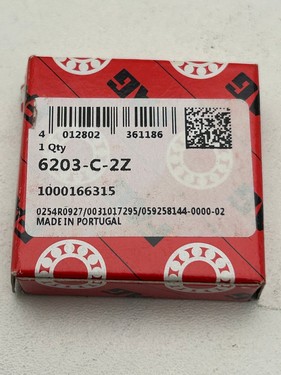 4 012802 361186
1 Qty
6203-C-2Z
1000166315
0254R0927/0031017295/059258144-0000-02
MADE IN PORTUGAL